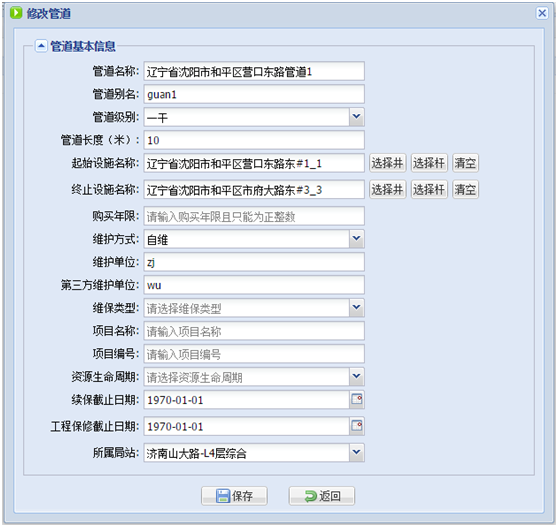 修改管道
管道基本信息
管道名称: 辽宁省沈阳市和平区营口东路管道1
管道别名: guan1
管道级别: 一干
管道长度（米）: 10
起始设施名称: 辽宁省沈阳市和平区营口东路东#1_1 选择井 选择杆 清空
终止设施名称: 辽宁省沈阳市和平区市府大路东#3_3 选择井 选择杆 清空
购买年限: 请输入购买年限且只能为正整数
维护方式: 自维
维护单位: zj
第三方维护单位: wu
维保类型: 请选择维保类型
项目名称: 请输入项目名称
项目编号: 请输入项目编号
资源生命周期: 请选择资源生命周期
续保截止日期: 1970-01-01
工程保修截止日期: 1970-01-01
所属局站: 济南山大路-L4层综合
保存 返回